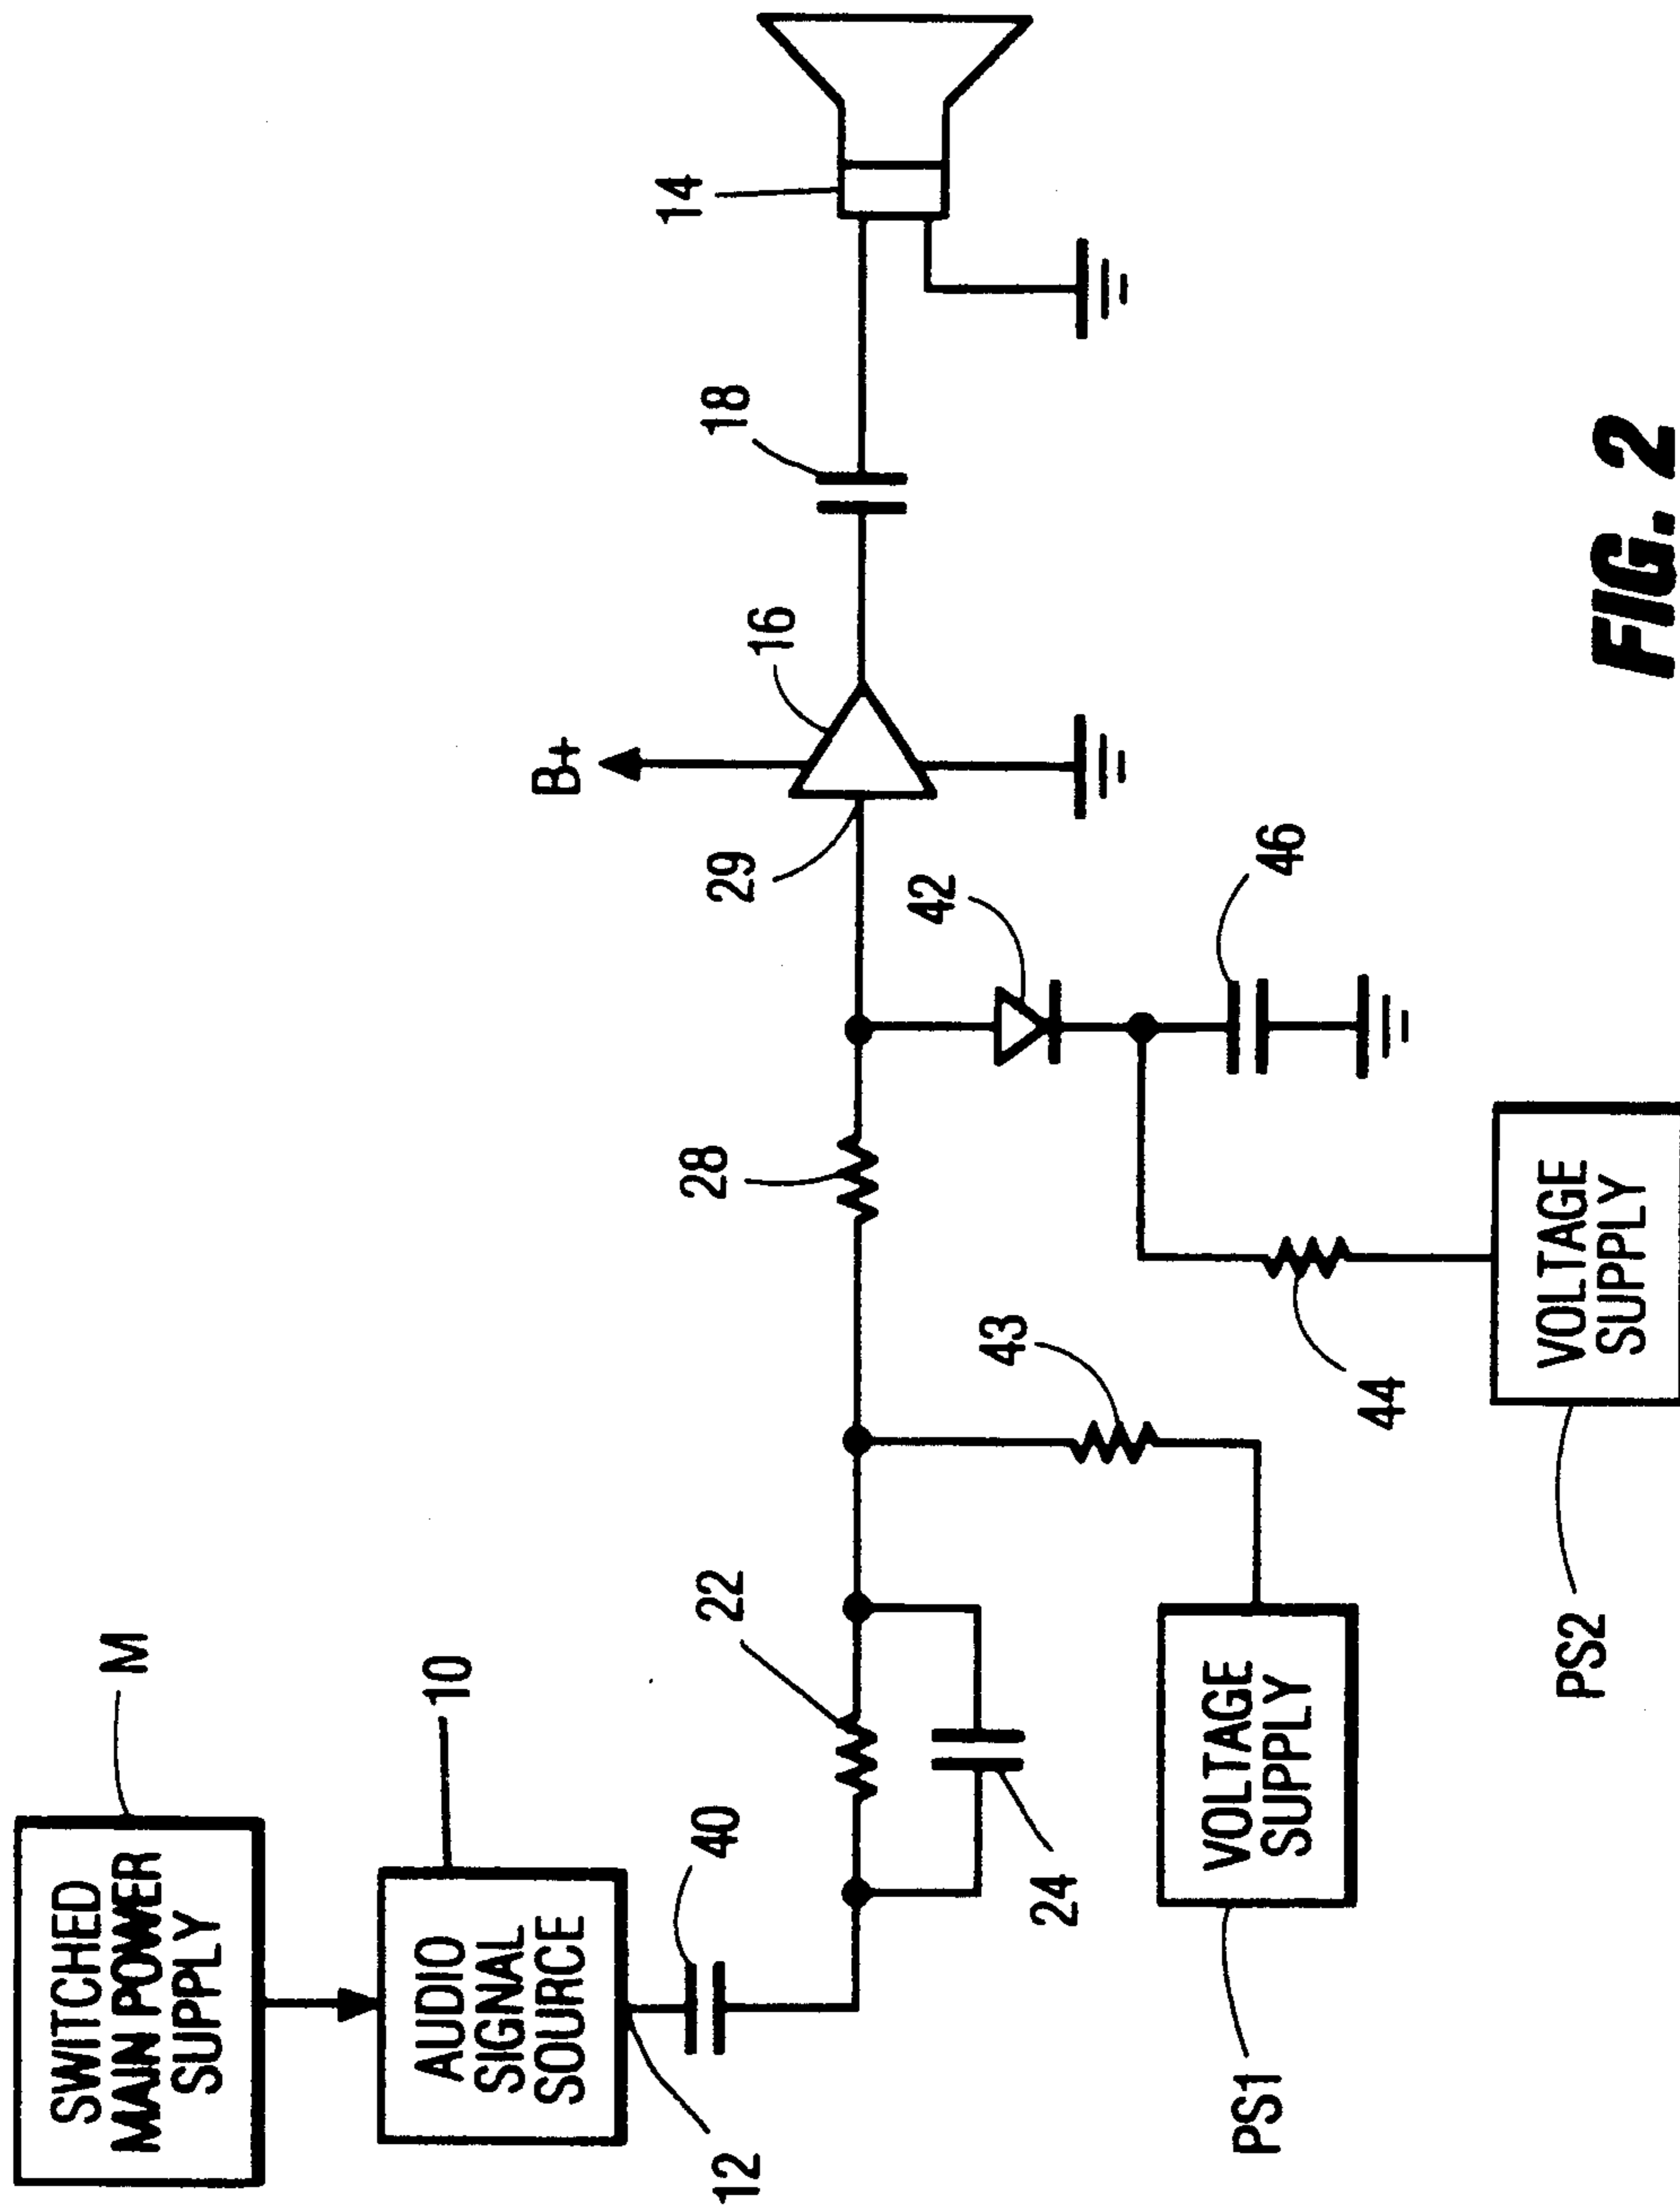 SWITCHED
MAIN POWER
SUPPLY
M
AUDIO
SIGNAL
SOURCE
10
12
40
22
24
VOLTAGE
SUPPLY
PS1
43
28
44
VOLTAGE
SUPPLY
PS2
42
46
29
B+
16
18
14
FIG. 2